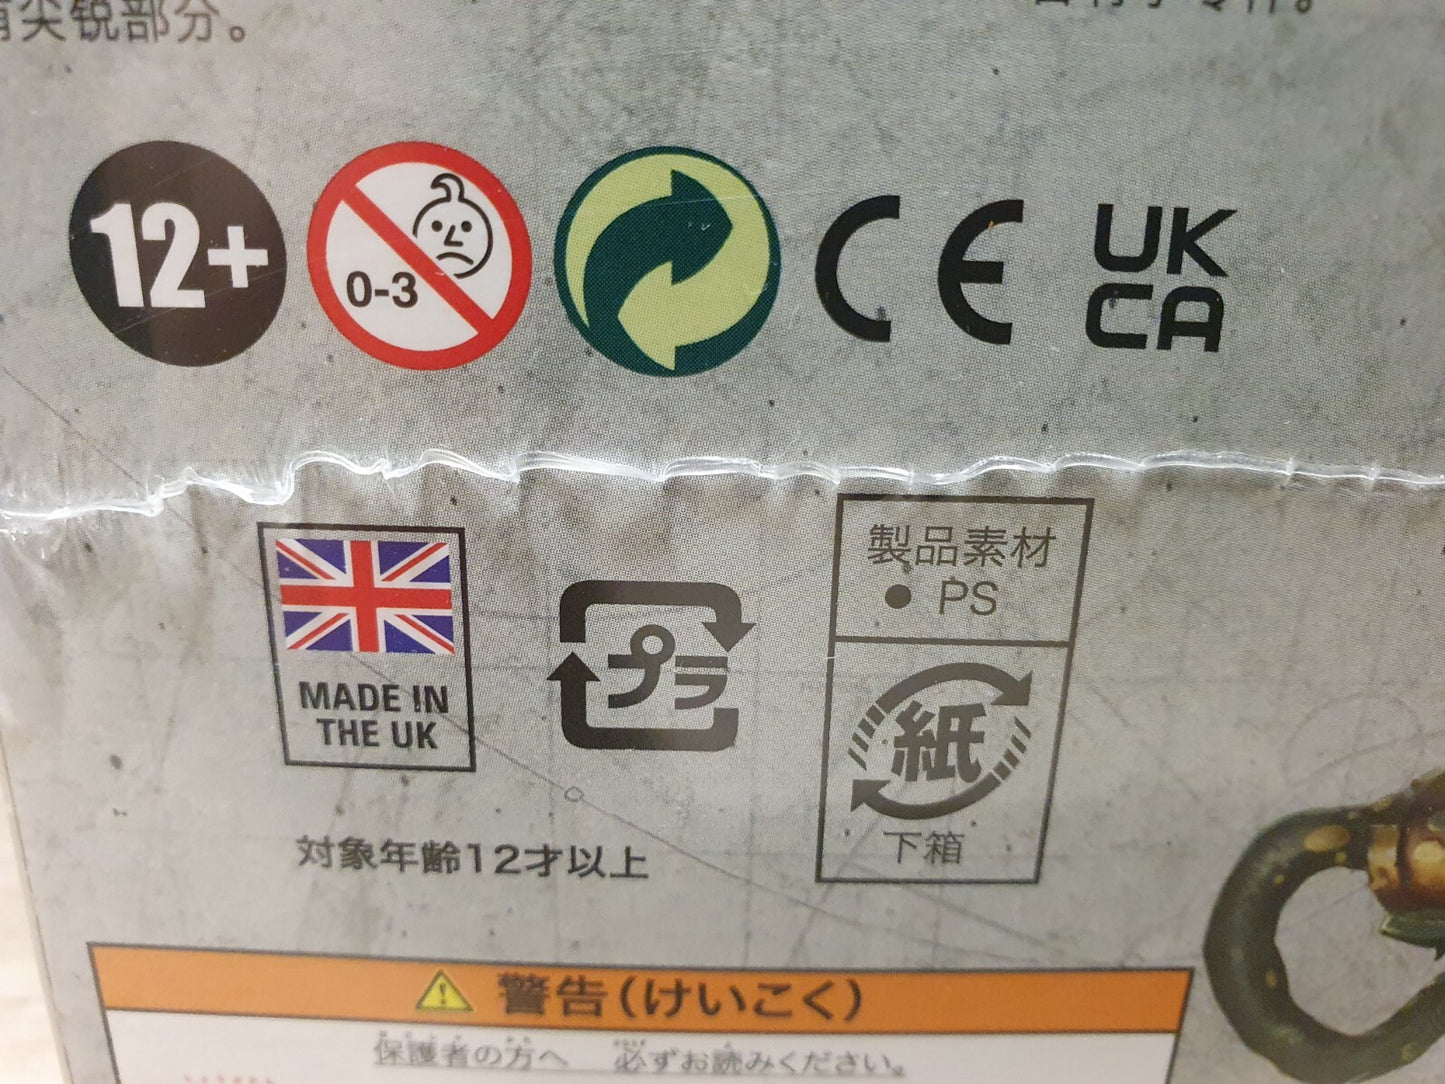 尖锐部分。
12+
0-3
CE
UK
CA
MADE IN
THE UK
プラ
製品素材
● PS
紙
下箱
対象年齢12才以上
警告(けいこく)
保護者の方へ 必ずお読みください。